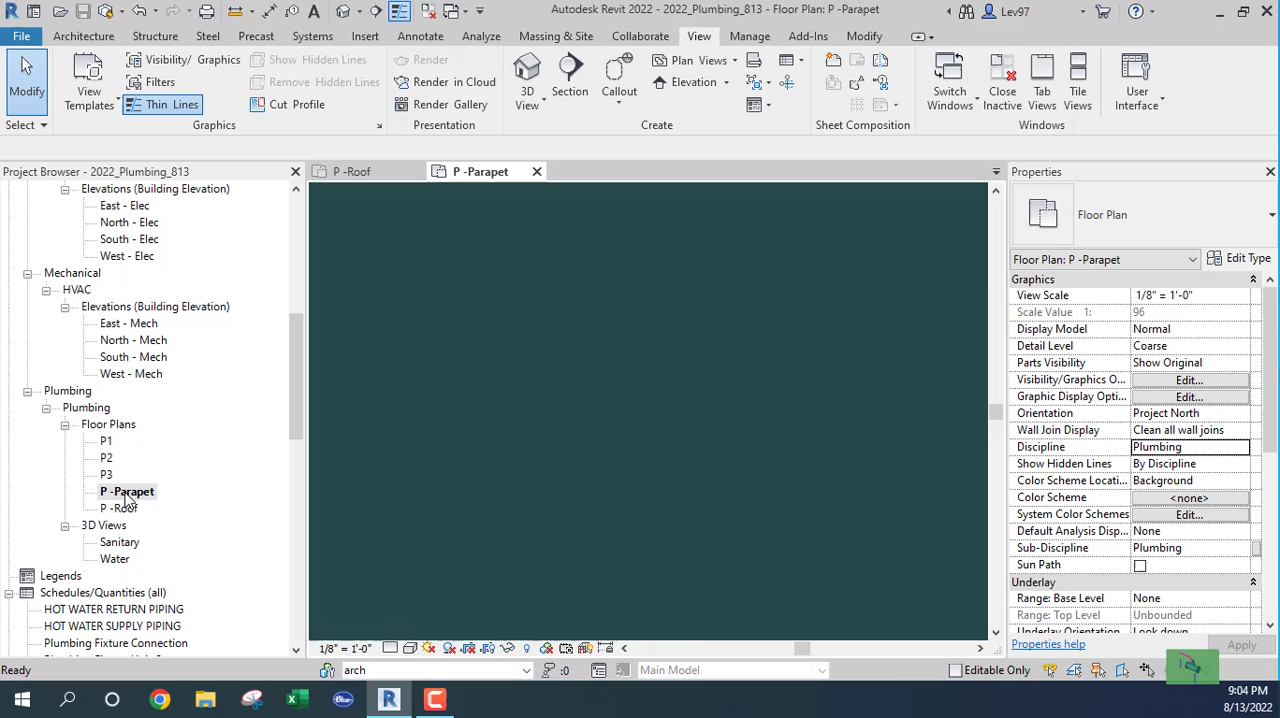 Autodesk Revit 2022 - 2022_Plumbing_813 - Floor Plan: P -Parapet
Lev97
File
Architecture
Structure
Steel
Precast
Systems
Insert
Annotate
Analyze
Massing & Site
Collaborate
View
Manage
Add-Ins
Modify
Modify
Select
View
Templates
Visibility/ Graphics
Filters
Thin Lines
Show Hidden Lines
Remove Hidden Lines
Cut Profile
Graphics
Render
Render in Cloud
Render Gallery
Presentation
3D
View
Section
Callout
Plan Views
Elevation
Create
Sheet Composition
Switch
Windows
Close
Inactive
Tab
Views
Tile
Views
User
Interface
Windows
Project Browser - 2022_Plumbing_813
Elevations (Building Elevation)
East - Elec
North - Elec
South - Elec
West - Elec
Mechanical
HVAC
Elevations (Building Elevation)
East - Mech
North - Mech
South - Mech
West - Mech
Plumbing
Plumbing
Floor Plans
P1
P2
P3
P -Parapet
P -Roof
3D Views
Sanitary
Water
Legends
Schedules/Quantities (all)
HOT WATER RETURN PIPING
HOT WATER SUPPLY PIPING
Plumbing Fixture Connection
P -Roof
P -Parapet
1/8" = 1'-0"
Properties
Floor Plan
Floor Plan: P -Parapet
Edit Type
Graphics
View Scale 1/8" = 1'-0"
Scale Value 1: 96
Display Model Normal
Detail Level Coarse
Parts Visibility Show Original
Visibility/Graphics O... Edit...
Graphic Display Opti... Edit...
Orientation Project North
Wall Join Display Clean all wall joins
Discipline Plumbing
Show Hidden Lines By Discipline
Color Scheme Locati... Background
Color Scheme <none>
System Color Schemes Edit...
Default Analysis Disp... None
Sub-Discipline Plumbing
Sun Path
Underlay
Range: Base Level None
Range: Top Level Unbounded
Underlay Orientation Look down
Properties help
Apply
Ready
arch
:0
Main Model
Editable Only
9:04 PM
8/13/2022